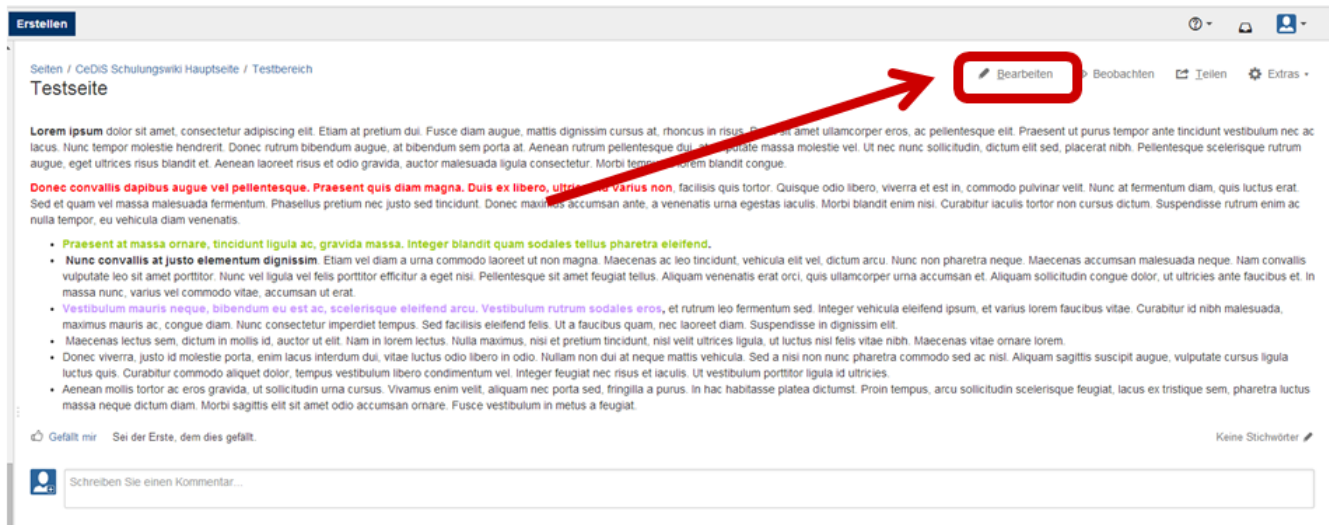 Erstellen
Seiten / CeDiS Schulungswiki Hauptseite / Testbereich
Bearbeiten Beobachten Teilen Extras
Testseite
Lorem ipsum dolor sit amet, consectetur adipiscing elit. Etiam at pretium dui. Fusce diam augue, mattis dignissim cursus at, rhoncus in risus. sit amet ullamcorper eros, ac pellentesque elit. Praesent ut purus tempor ante tincidunt vestibulum nec ac
lacus. Nunc tempor molestie hendrerit. Donec rutrum bibendum augue, at bibendum sem porta at. Aenean rutrum pellentesque dui, massa molestie vel. Ut nec nunc sollicitudin, dictum elit sed, placerat nibh. Pellentesque scelerisque rutrum
augue, eget ultrices risus blandit et. Aenean laoreet risus et odio gravida, auctor malesuada ligula consectetur. Morbi lorem blandit congue.
Donec convallis dapibus augue vel pellentesque. Praesent quis diam magna. Duis ex libero, varius non, facilisis quis tortor. Quisque odio libero, viverra et est in, commodo pulvinar velit. Nunc at fermentum diam, quis luctus erat.
Sed et quam vel massa malesuada fermentum. Phasellus pretium nec justo sed tincidunt. Donec maximus accumsan ante, a venenatis urna egestas iaculis. Morbi blandit enim nisi. Curabitur iaculis tortor non cursus dictum. Suspendisse rutrum enim ac
nulla tempor, eu vehicula diam venenatis.
• Praesent at massa ornare, tincidunt ligula ac, gravida massa. Integer blandit quam sodales tellus pharetra eleifend.
• Nunc convallis at justo elementum dignissim. Etiam vel diam a urna commodo laoreet ut non magna. Maecenas ac leo tincidunt, vehicula elit vel, dictum arcu. Nunc non pharetra neque. Maecenas accumsan malesuada neque. Nam convallis
vulputate leo sit amet porttitor. Nunc vel ligula vel felis porttitor efficitur a eget nisi. Pellentesque sit amet feugiat tellus. Aliquam venenatis erat orci, quis ullamcorper urna accumsan et. Aliquam sollicitudin congue dolor, ut ultricies ante faucibus et. In
massa nunc, varius vel commodo vitae, accumsan ut erat.
• Vestibulum mauris neque, bibendum eu est ac, scelerisque eleifend arcu. Vestibulum rutrum sodales eros, et rutrum leo fermentum sed. Integer vehicula eleifend ipsum, et varius lorem faucibus vitae. Curabitur id nibh malesuada,
maximus mauris ac, congue diam. Nunc consectetur imperdiet tempus. Sed facilisis eleifend felis. Ut a faucibus quam, nec laoreet diam. Suspendisse in dignissim elit.
• Maecenas lectus sem, dictum in mollis id, auctor ut elit. Nam in lorem lectus. Nulla maximus, nisi et pretium tincidunt, nisl velit ultrices ligula, ut luctus nisl felis vitae nibh. Maecenas vitae ornare lorem.
• Donec viverra, justo id molestie porta, enim lacus interdum dui, vitae luctus odio libero in odio. Nullam non dui at neque mattis vehicula. Sed a nisi non nunc pharetra commodo sed ac nisl. Aliquam sagittis suscipit augue, vulputate cursus ligula
luctus quis. Curabitur commodo aliquet dolor, tempus vestibulum libero condimentum vel. Integer feugiat nec risus et iaculis. Ut vestibulum porttitor ligula id ultricies.
• Aenean mollis tortor ac eros gravida, ut sollicitudin urna cursus. Vivamus enim velit, aliquam nec porta sed, fringilla a purus. In hac habitasse platea dictumst. Proin tempus, arcu sollicitudin scelerisque feugiat, lacus ex tristique sem, pharetra luctus
massa neque dictum diam. Morbi sagittis elit sit amet odio accumsan ornare. Fusce vestibulum in metus a feugiat.
Gefällt mir Sei der Erste, dem dies gefällt.
Keine Stichwörter
Schreiben Sie einen Kommentar...